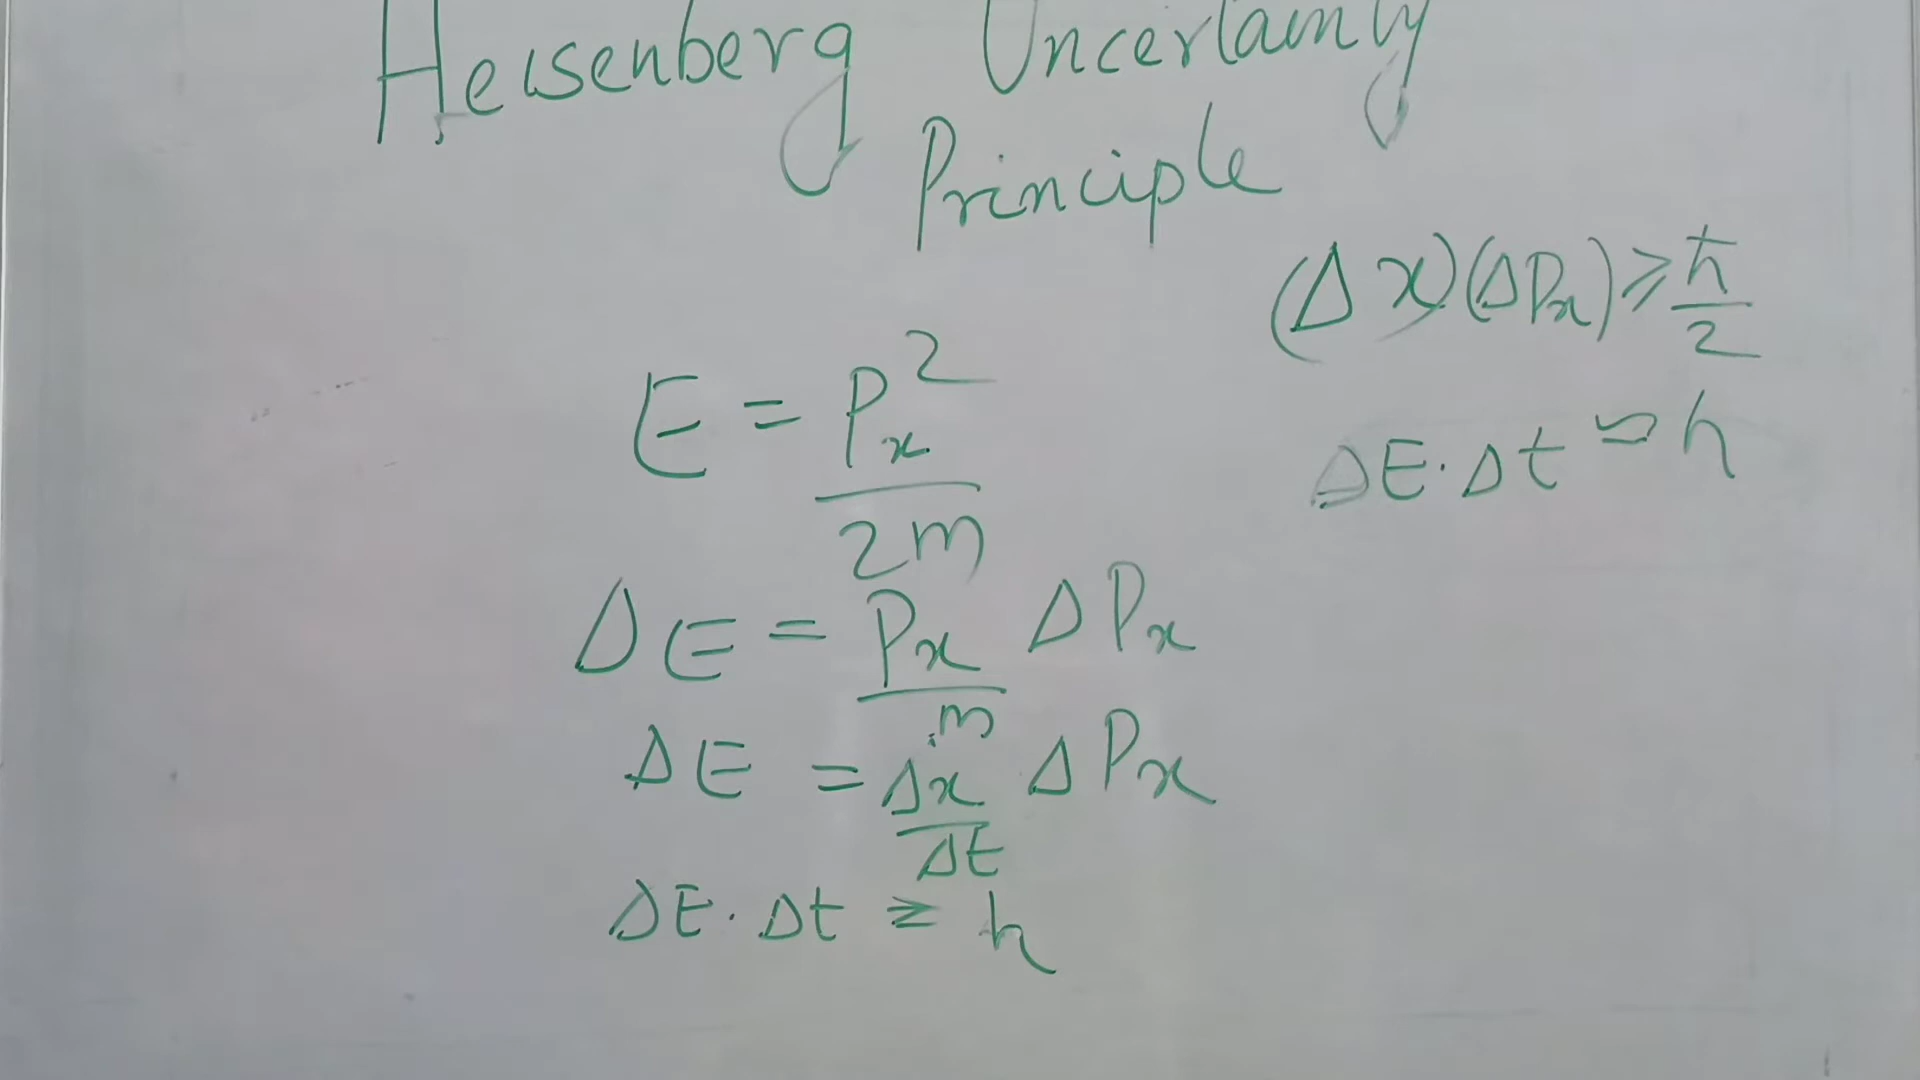 Heisenberg Uncertainty
Principle
(Δx)(ΔPx) ≥ ħ/2
E = Px²/2m
ΔE·Δt ≃ h
ΔE = Px/m ΔPx
ΔE = Δx/Δt ΔPx
ΔE·Δt ≥ h